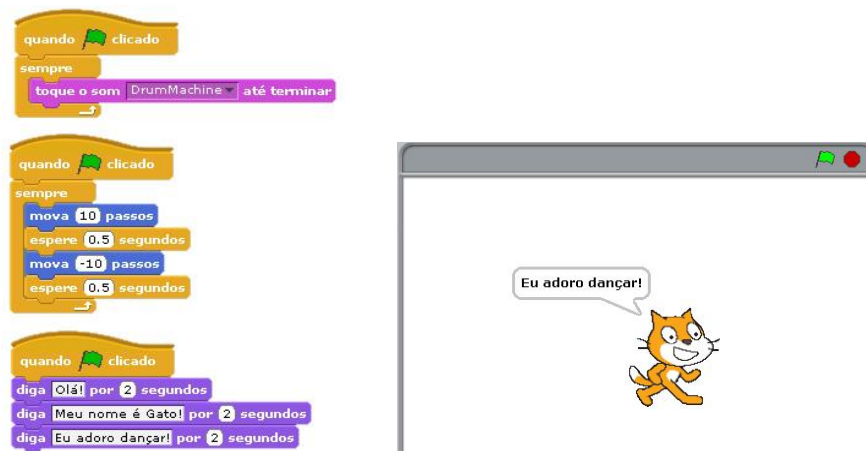 quando clicado
sempre
toque o som DrumMachine até terminar
quando clicado
sempre
mova 10 passos
espere 0.5 segundos
mova -10 passos
espere 0.5 segundos
quando clicado
diga Olá! por 2 segundos
diga Meu nome é Gato! por 2 segundos
diga Eu adoro dançar! por 2 segundos
Eu adoro dançar!